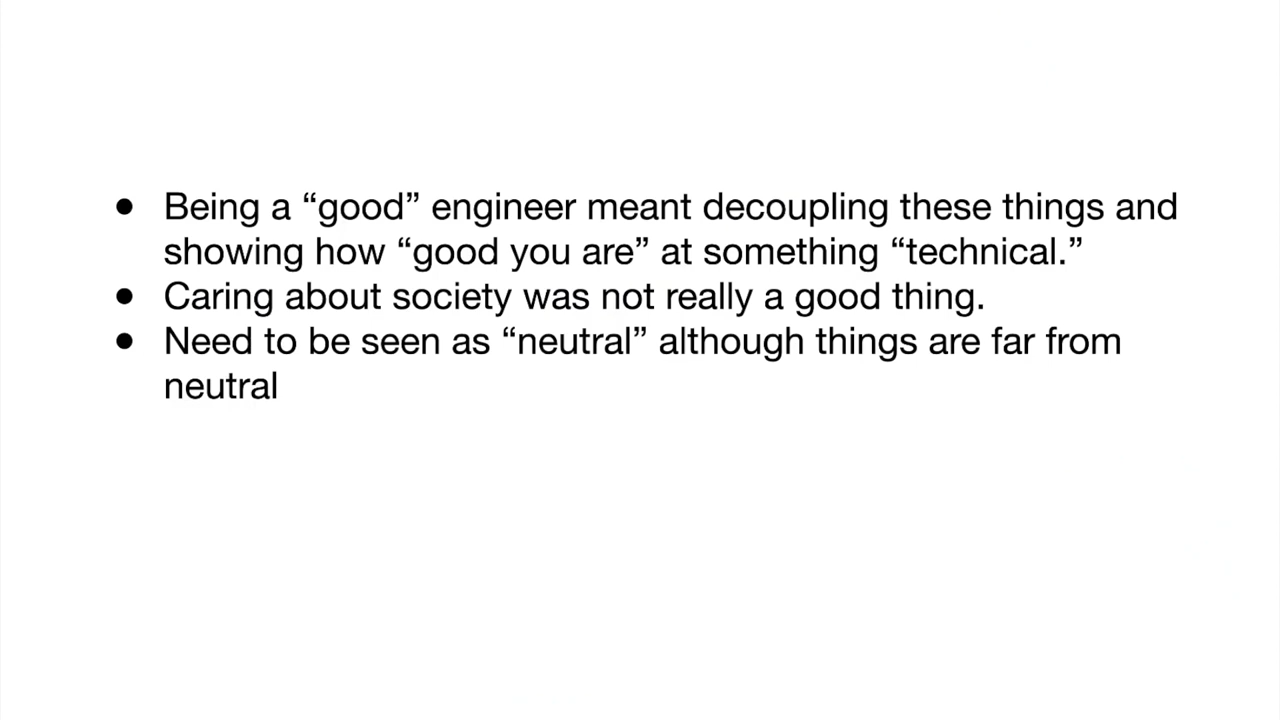 ● Being a “good” engineer meant decoupling these things and
showing how “good you are” at something “technical.”
● Caring about society was not really a good thing.
● Need to be seen as “neutral” although things are far from
neutral